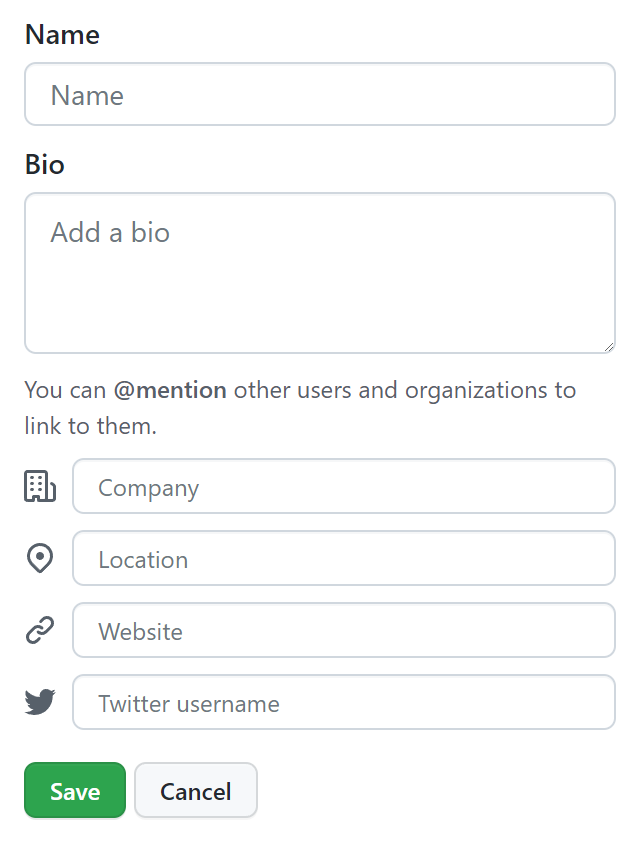 Name
Name
Bio
Add a bio
You can @mention other users and organizations to
link to them.
Company
Location
Website
Twitter username
Save Cancel